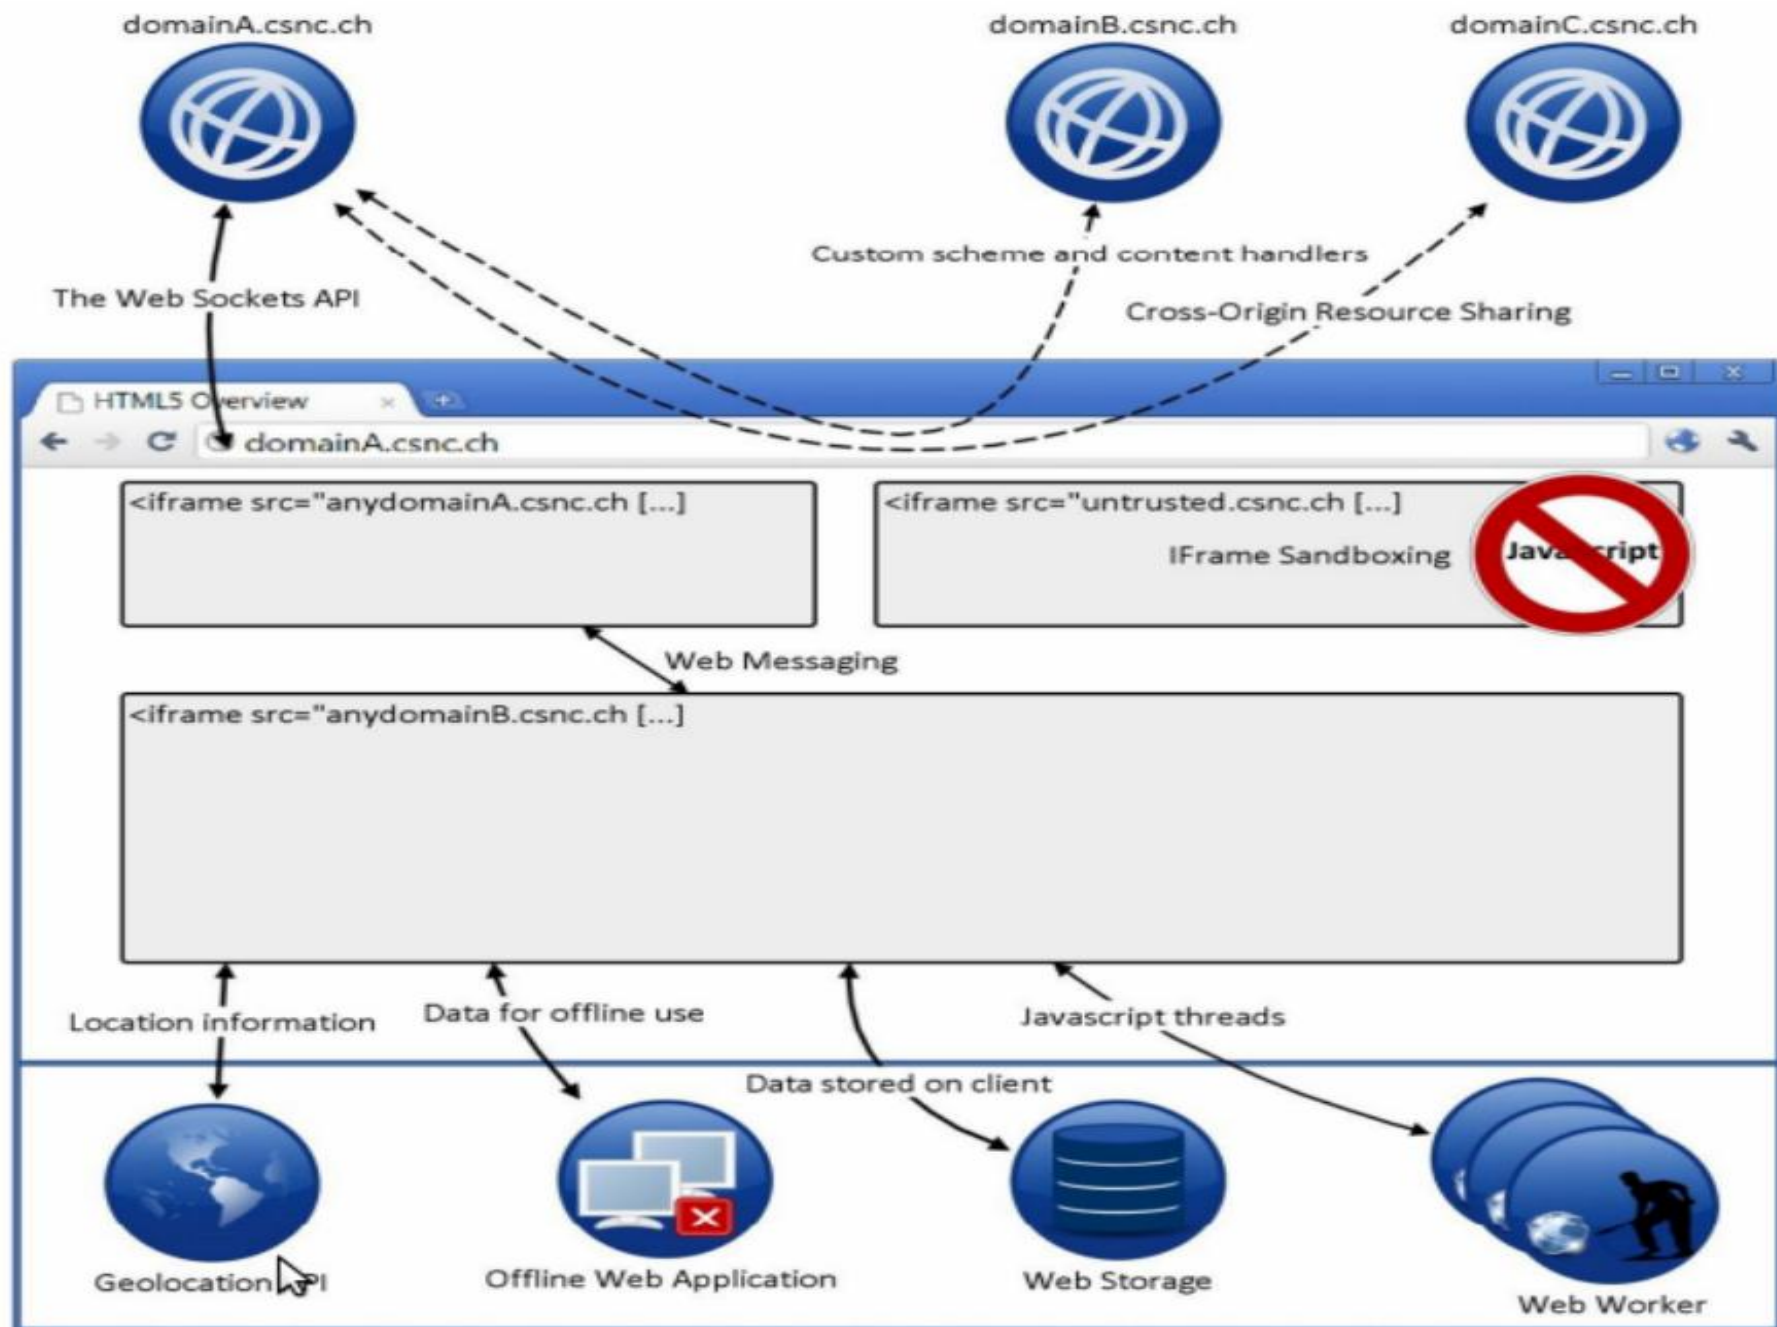 domainA.csnc.ch
domainB.csnc.ch
domainC.csnc.ch
Custom scheme and content handlers
The Web Sockets API
Cross-Origin Resource Sharing
HTML5 Overview
domainA.csnc.ch
<iframe src="anydomainA.csnc.ch [...]
<iframe src="untrusted.csnc.ch [...]
IFrame Sandboxing
Javascript
Web Messaging
<iframe src="anydomainB.csnc.ch [...]
Location information
Data for offline use
Javascript threads
Data stored on client
Geolocation API
Offline Web Application
Web Storage
Web Worker